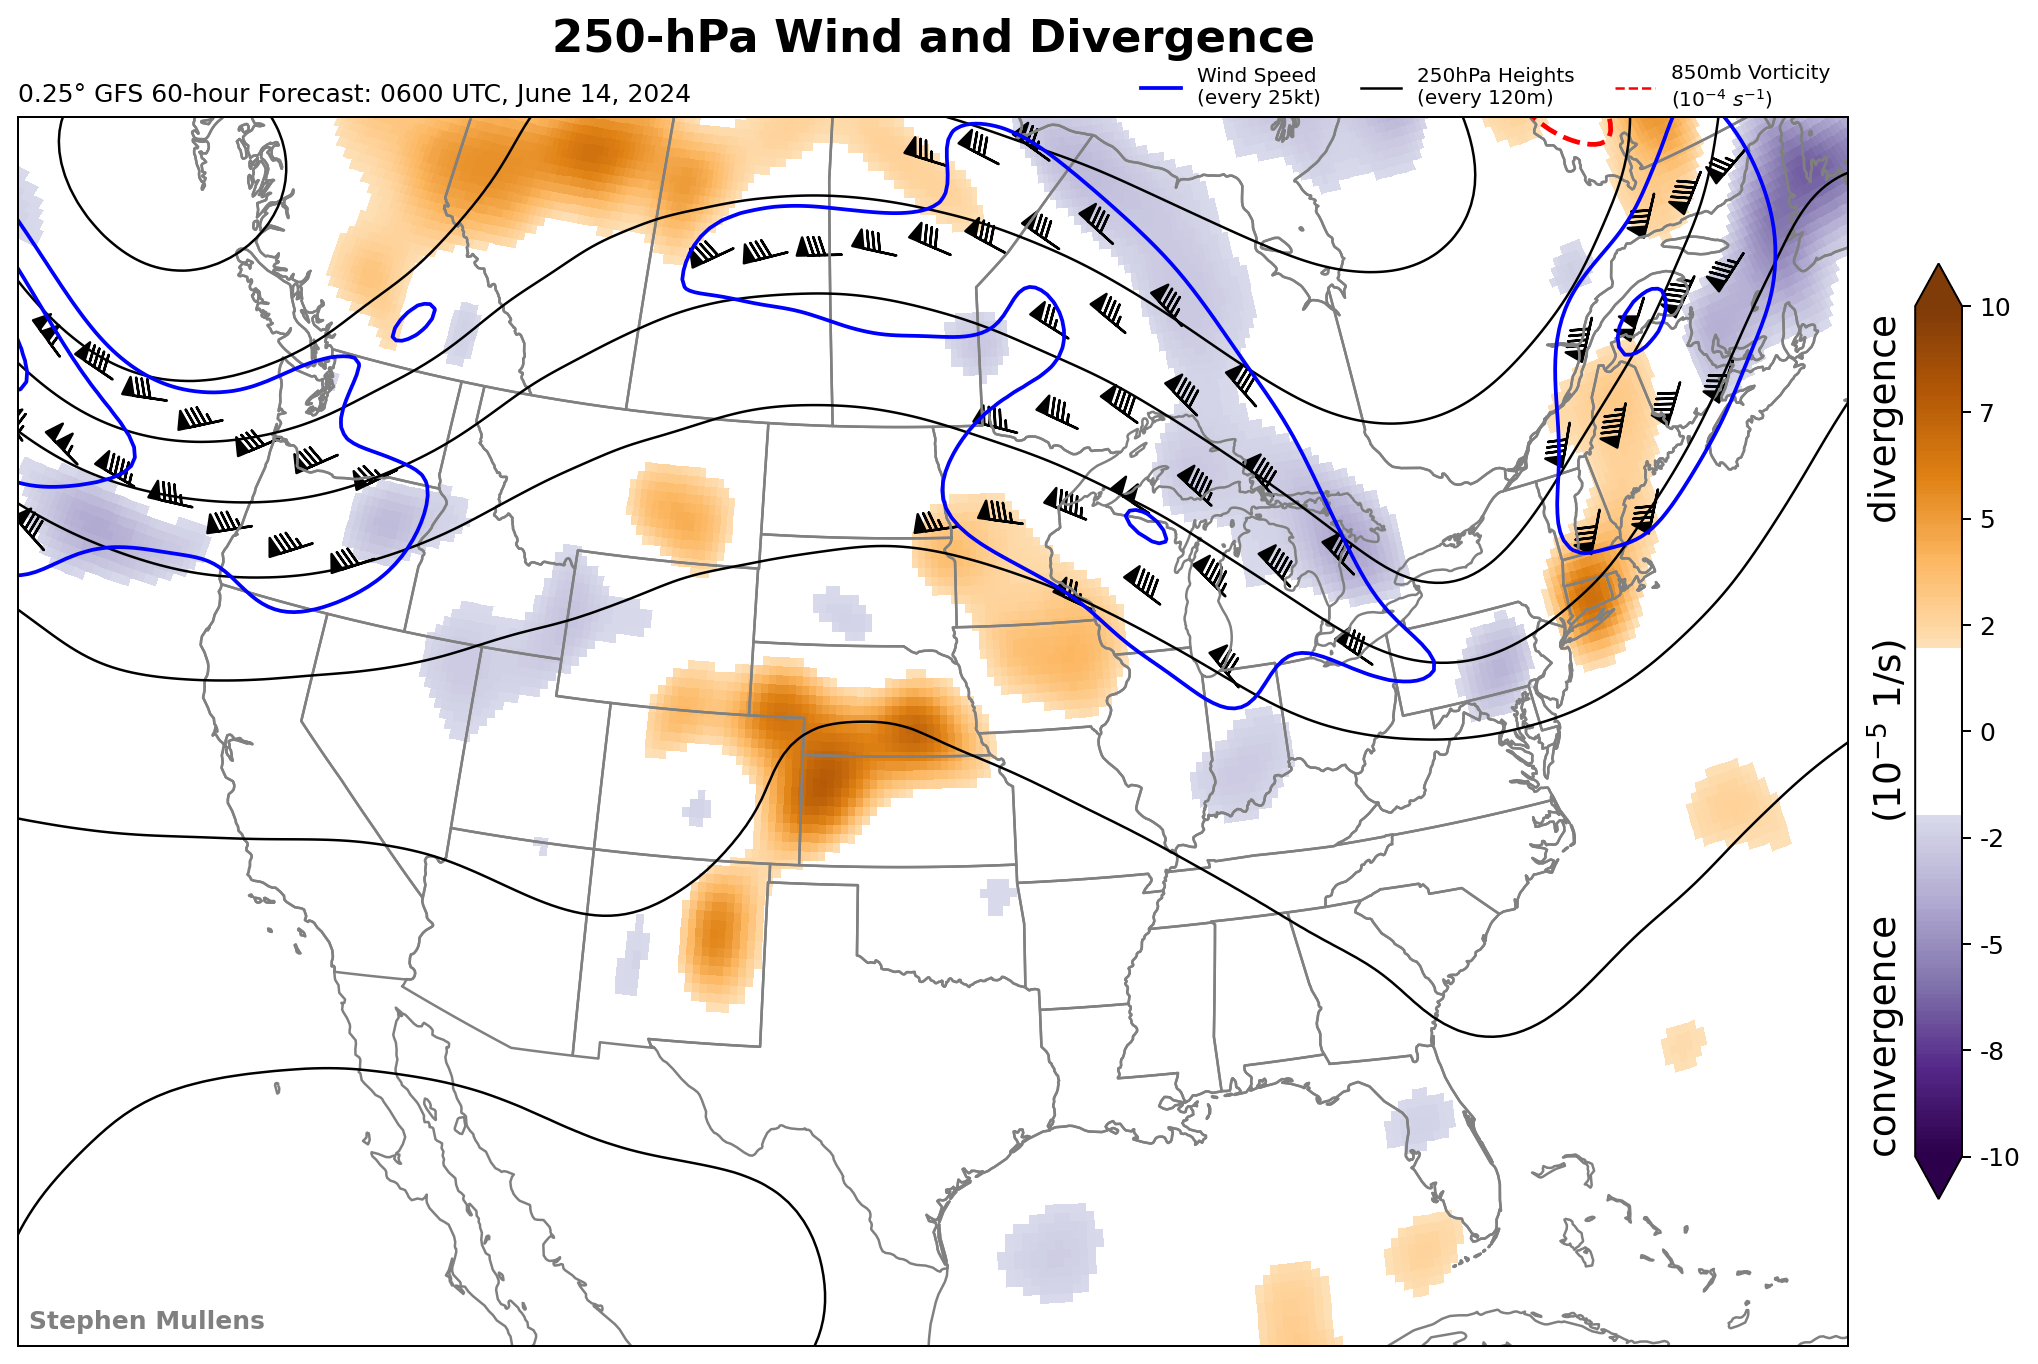 250-hPa Wind and Divergence
0.25° GFS 60-hour Forecast: 0600 UTC, June 14, 2024
Wind Speed
(every 25kt)
250hPa Heights
(every 120m)
850mb Vorticity
(10⁻⁴ s⁻¹)
10
7
5
2
0
-2
-5
-8
-10
convergence (10⁻⁵ 1/s) divergence
Stephen Mullens